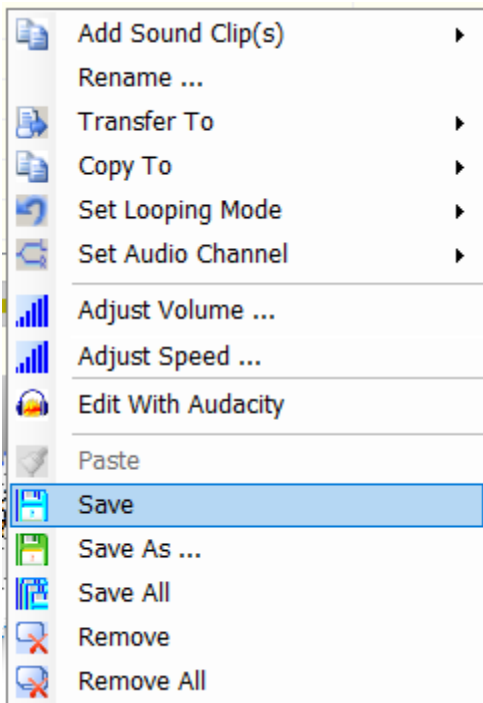 Add Sound Clip(s)
Rename ...
Transfer To
Copy To
Set Looping Mode
Set Audio Channel
Adjust Volume ...
Adjust Speed ...
Edit With Audacity
Paste
Save
Save As ...
Save All
Remove
Remove All